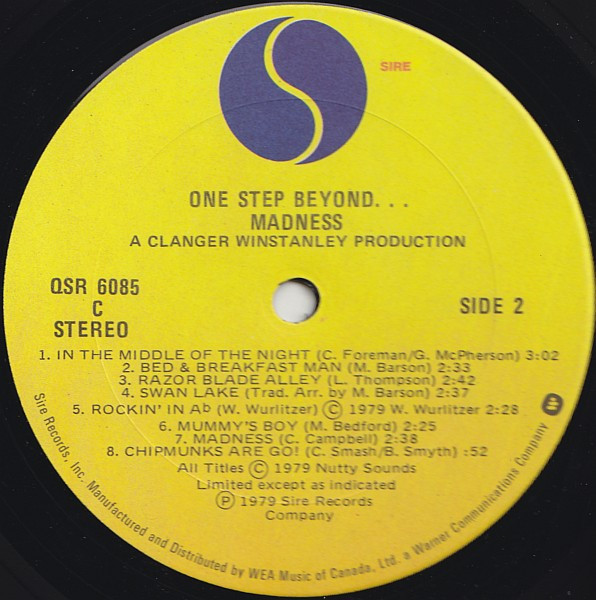 SIRE
ONE STEP BEYOND...
MADNESS
A CLANGER WINSTANLEY PRODUCTION
QSR 6085
C
STEREO
SIDE 2
1. IN THE MIDDLE OF THE NIGHT (C. Foreman/G. McPherson) 3:02
2. BED & BREAKFAST MAN (M. Barson) 2:33
3. RAZOR BLADE ALLEY (L. Thompson) 2:42
4. SWAN LAKE (Trad. Arr. by M. Barson) 2:37
5. ROCKIN' IN Ab (W. Wurlitzer) © 1979 W. Wurlitzer 2:28
6. MUMMY'S BOY (M. Bedford) 2:25
7. MADNESS (C. Campbell) 2:38
8. CHIPMUNKS ARE GO! (C. Smash/B. Smyth) :52
All Titles © 1979 Nutty Sounds
Limited except as indicated
℗ 1979 Sire Records
Company
Sire Records, Inc. Manufactured and Distributed by WEA Music of Canada, Ltd. a Warner Communications Company